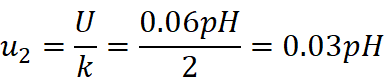 u₂ = U/k = 0.06pH/2 = 0.03pH